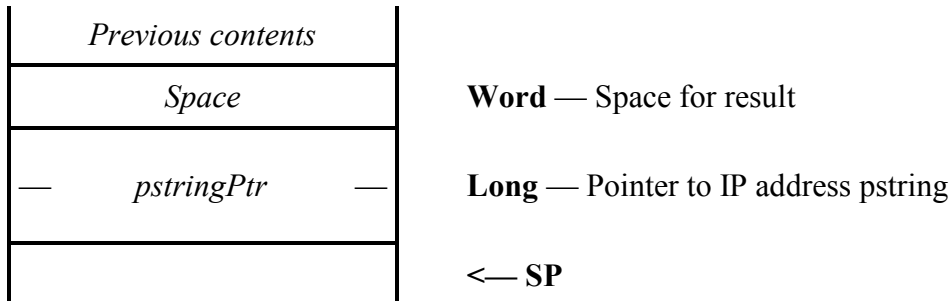 Previous contents
Space Word — Space for result
— pstringPtr — Long — Pointer to IP address pstring
<— SP